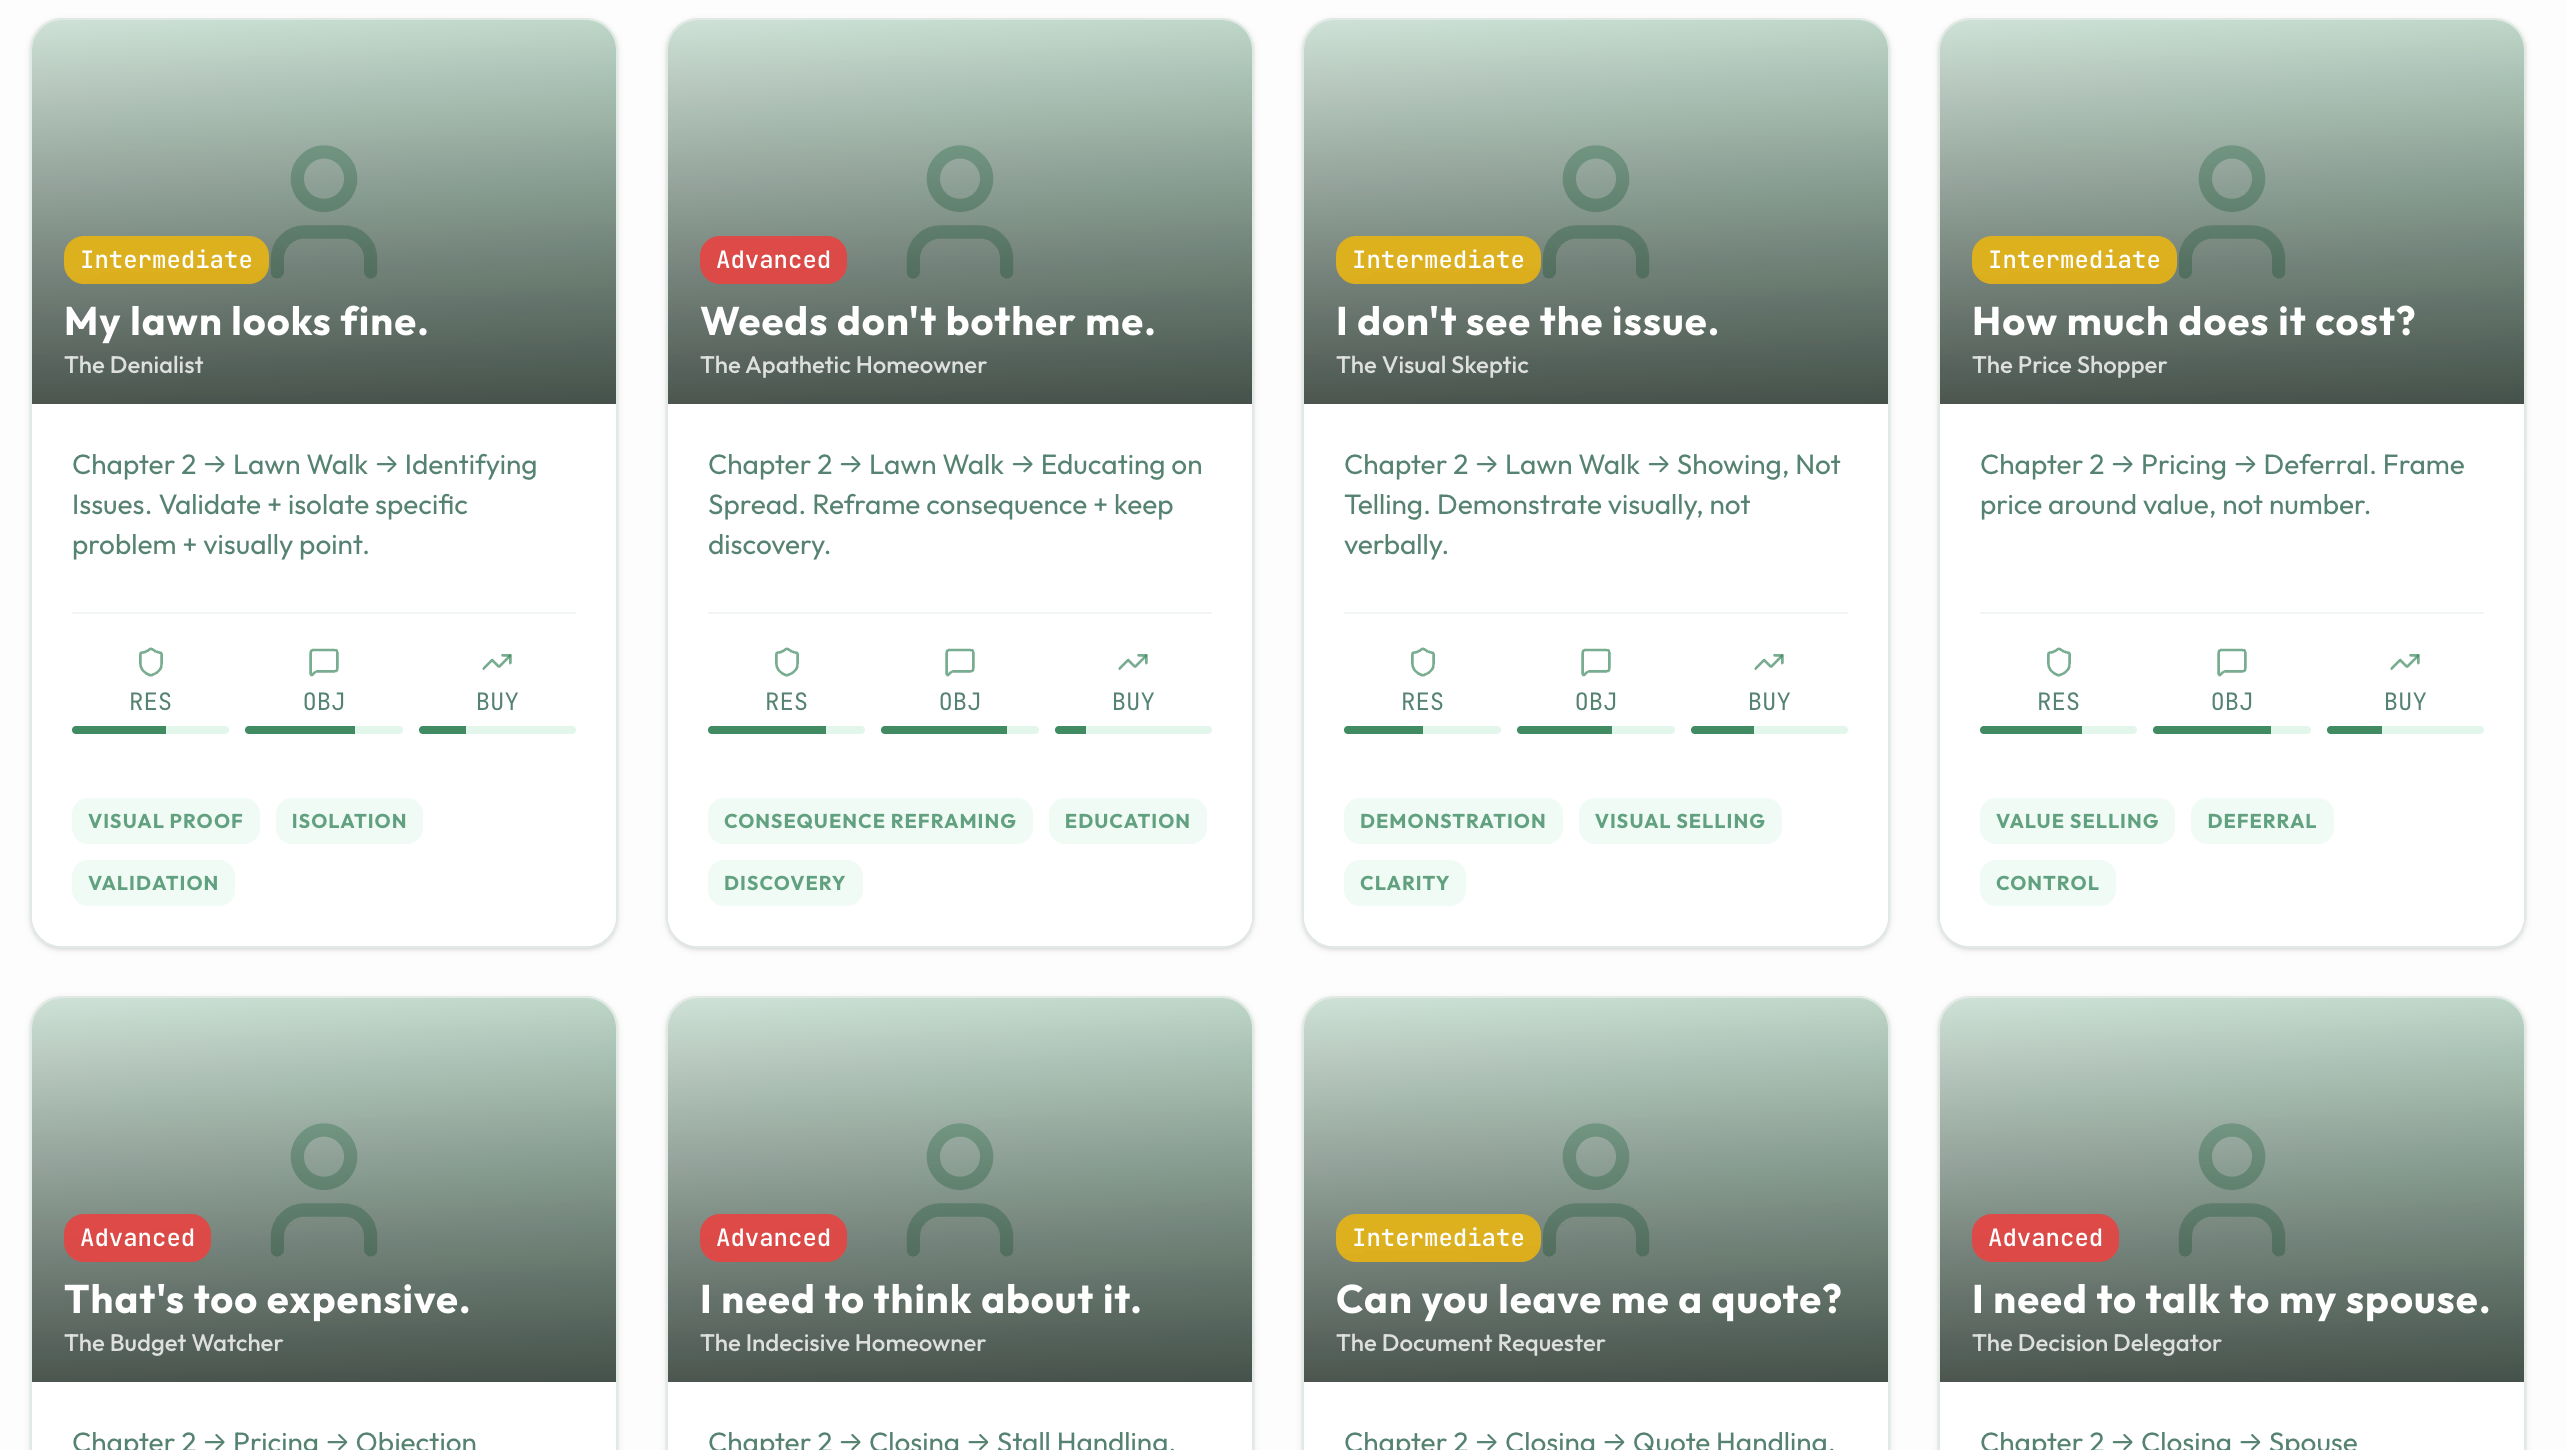 Intermediate
My lawn looks fine.
The Denialist
Chapter 2 → Lawn Walk → Identifying
Issues. Validate + isolate specific
problem + visually point.
RES OBJ BUY
VISUAL PROOF ISOLATION
VALIDATION
Advanced
Weeds don't bother me.
The Apathetic Homeowner
Chapter 2 → Lawn Walk → Educating on
Spread. Reframe consequence + keep
discovery.
RES OBJ BUY
CONSEQUENCE REFRAMING EDUCATION
DISCOVERY
Intermediate
I don't see the issue.
The Visual Skeptic
Chapter 2 → Lawn Walk → Showing, Not
Telling. Demonstrate visually, not
verbally.
RES OBJ BUY
DEMONSTRATION VISUAL SELLING
CLARITY
Intermediate
How much does it cost?
The Price Shopper
Chapter 2 → Pricing → Deferral. Frame
price around value, not number.
RES OBJ BUY
VALUE SELLING DEFERRAL
CONTROL
Advanced
That's too expensive.
The Budget Watcher
Chapter 2 → Pricing → Objection
Advanced
I need to think about it.
The Indecisive Homeowner
Chapter 2 → Closing → Stall Handling.
Intermediate
Can you leave me a quote?
The Document Requester
Chapter 2 → Closing → Quote Handling.
Advanced
I need to talk to my spouse.
The Decision Delegator
Chapter 2 → Closing → Spouse